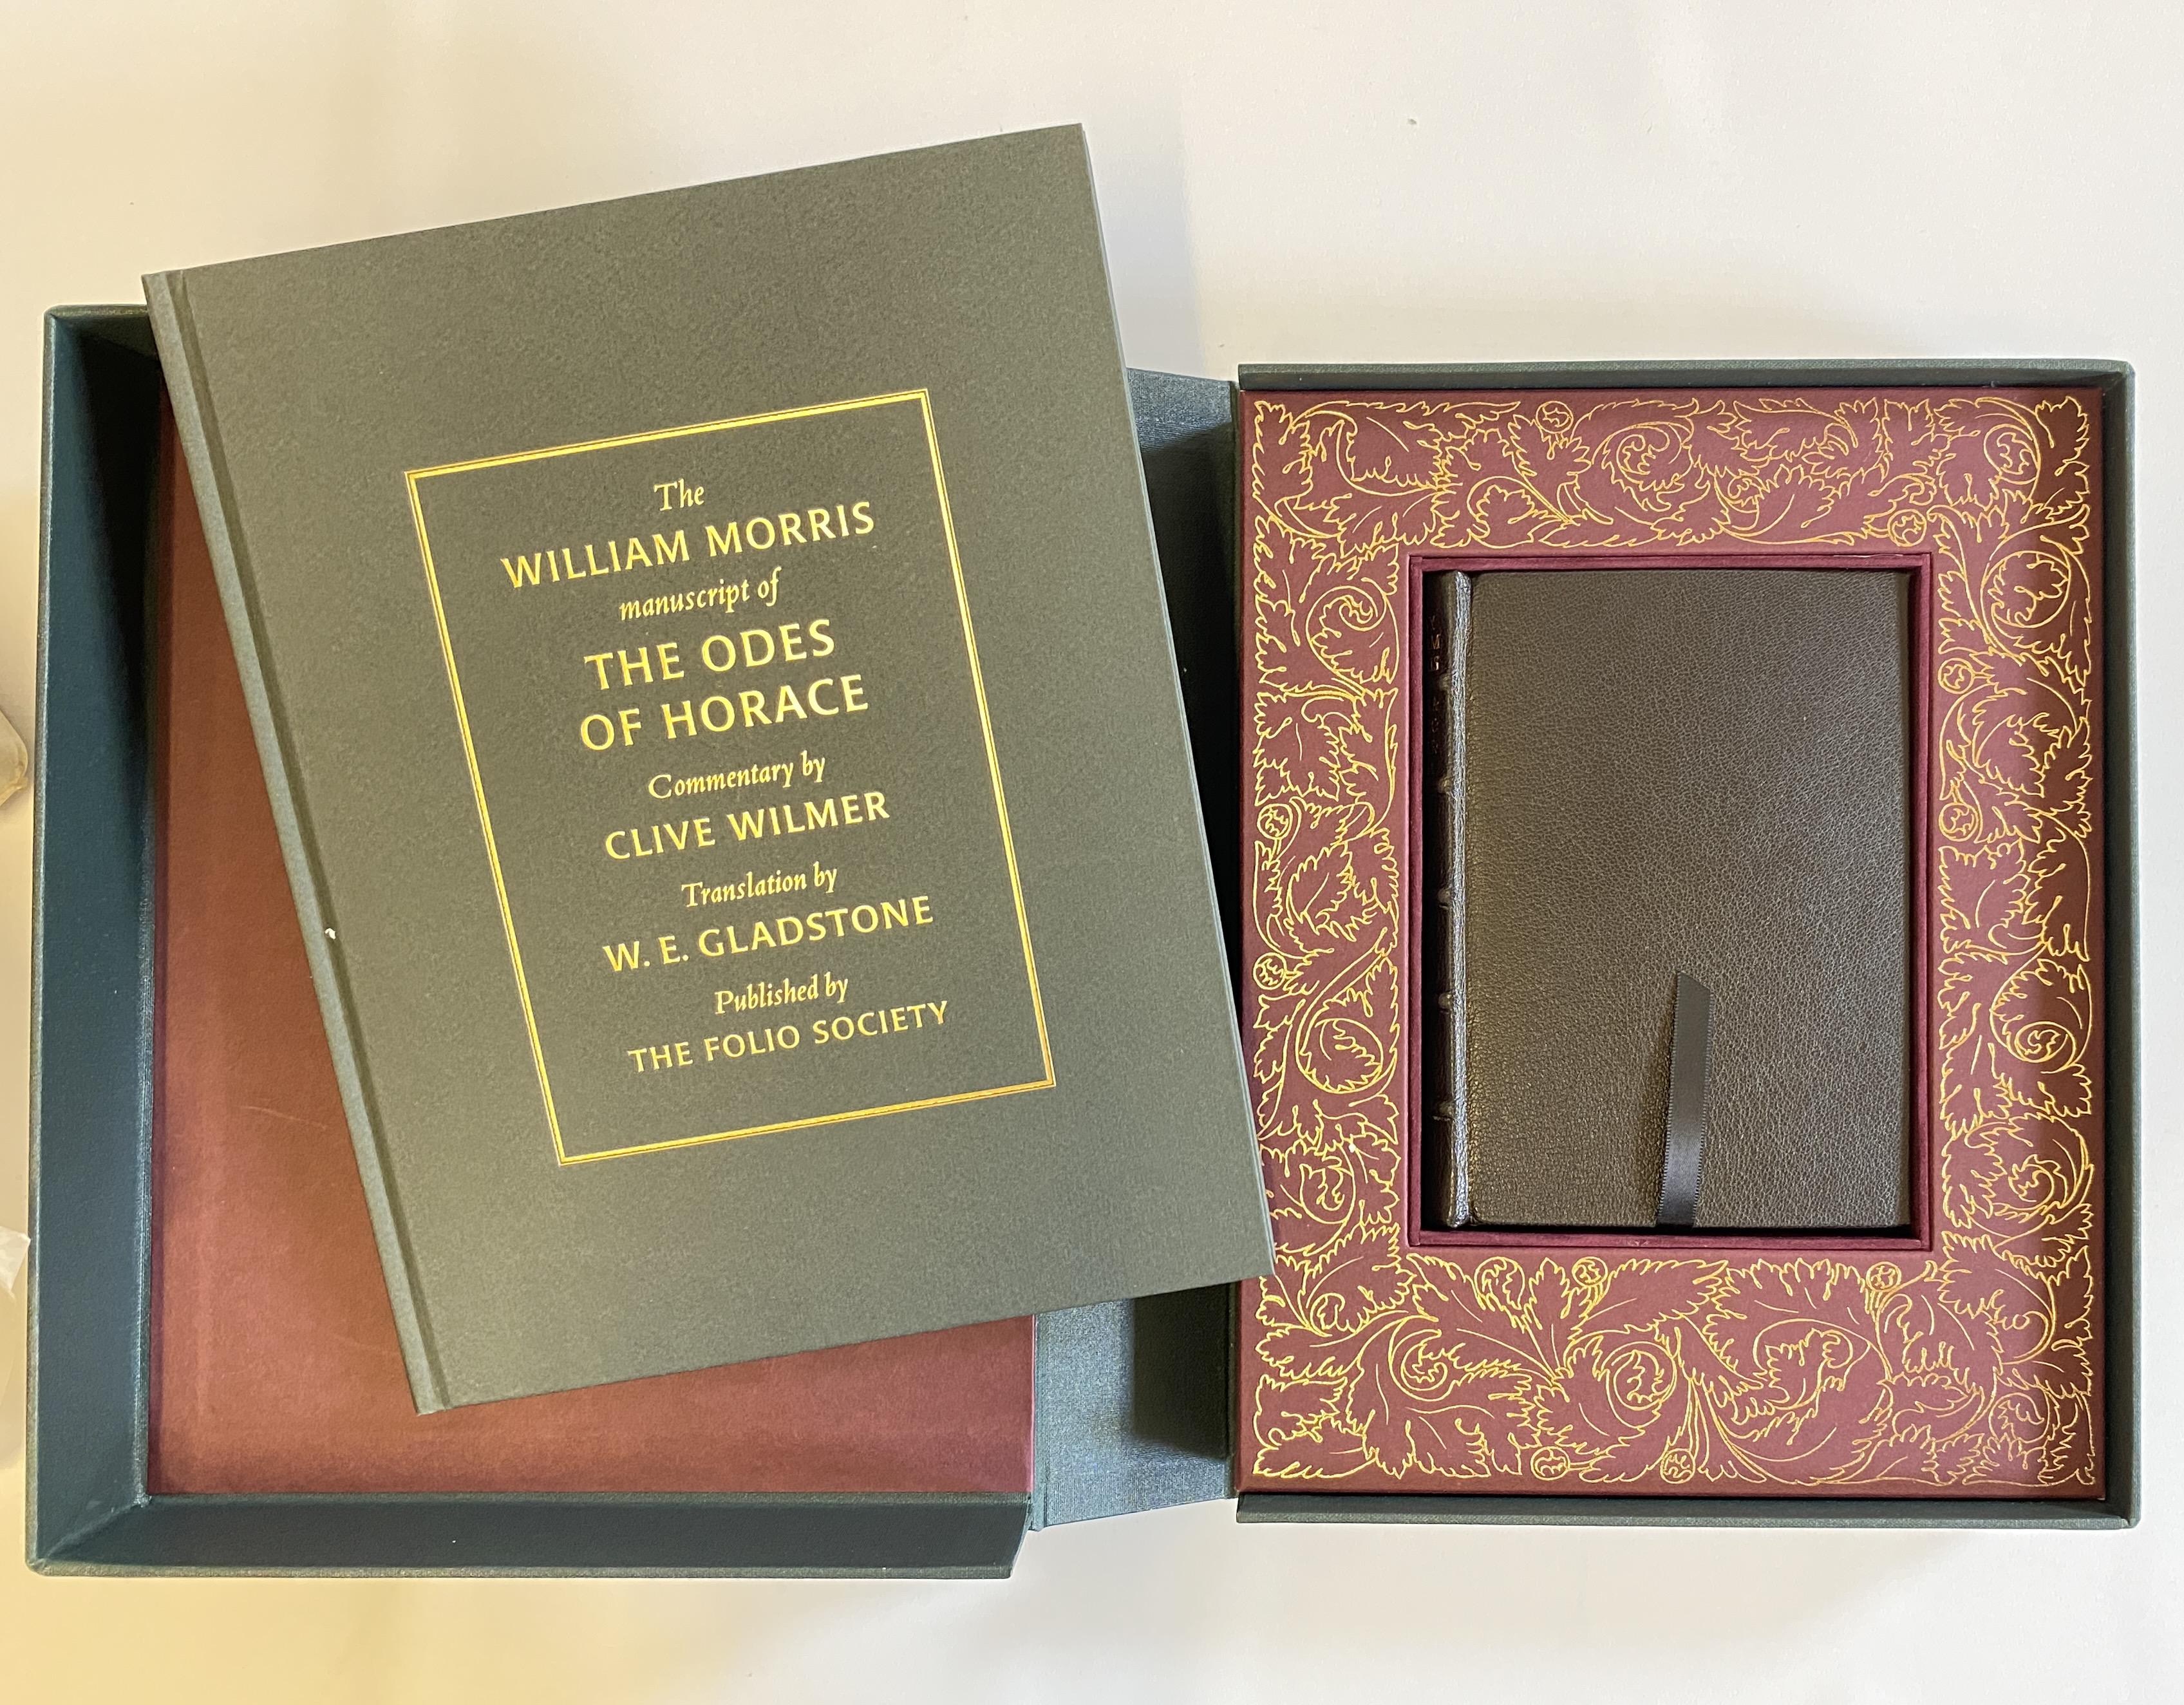 The
WILLIAM MORRIS
manuscript of
THE ODES
OF HORACE
Commentary by
CLIVE WILMER
Translation by
W. E. GLADSTONE
Published by
THE FOLIO SOCIETY